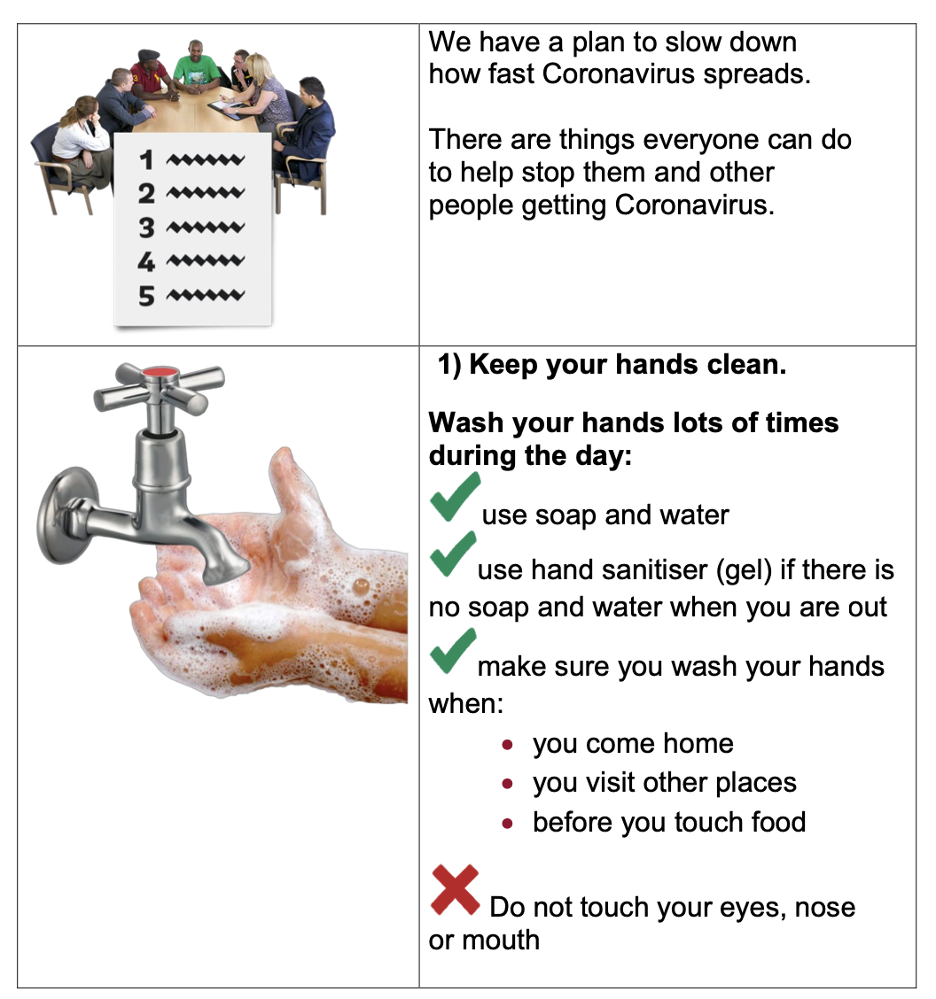 We have a plan to slow down
how fast Coronavirus spreads.
There are things everyone can do
to help stop them and other
people getting Coronavirus.
1
2
3
4
5
1) Keep your hands clean.
Wash your hands lots of times
during the day:
use soap and water
use hand sanitiser (gel) if there is
no soap and water when you are out
make sure you wash your hands
when:
• you come home
• you visit other places
• before you touch food
Do not touch your eyes, nose
or mouth